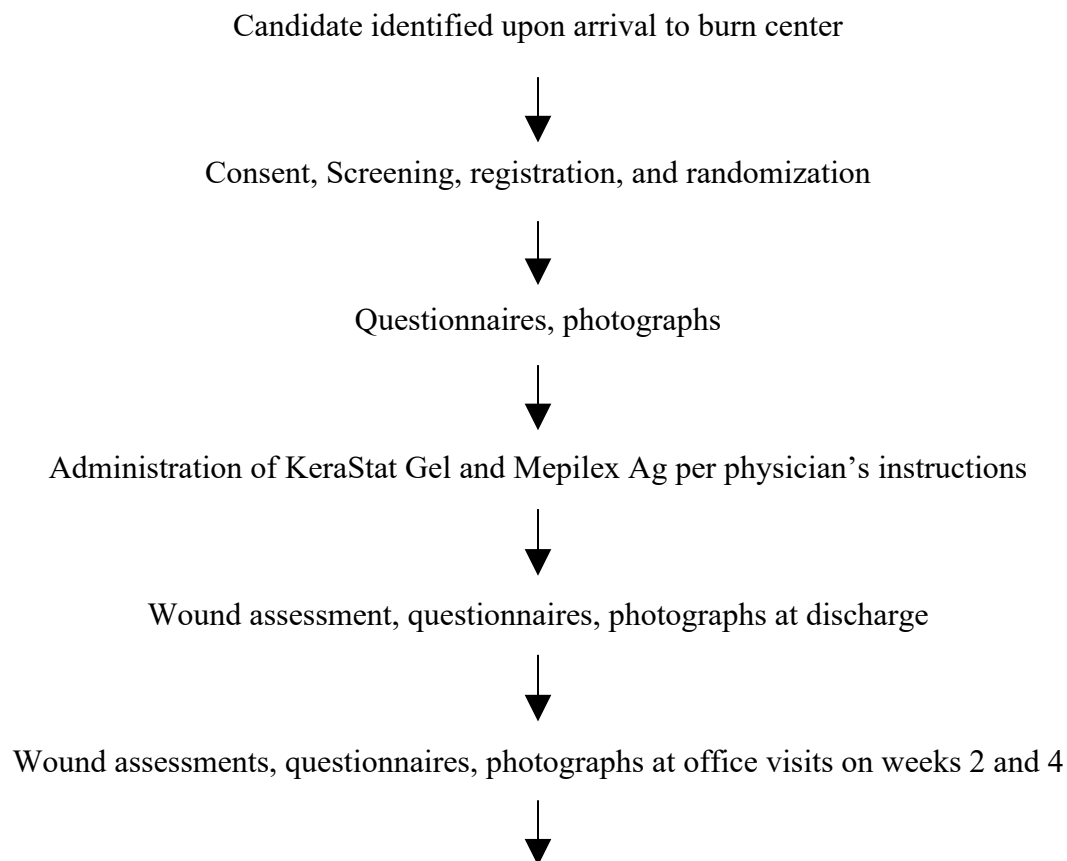 Candidate identified upon arrival to burn center
Consent, Screening, registration, and randomization
Questionnaires, photographs
Administration of KeraStat Gel and Mepilex Ag per physician’s instructions
Wound assessment, questionnaires, photographs at discharge
Wound assessments, questionnaires, photographs at office visits on weeks 2 and 4